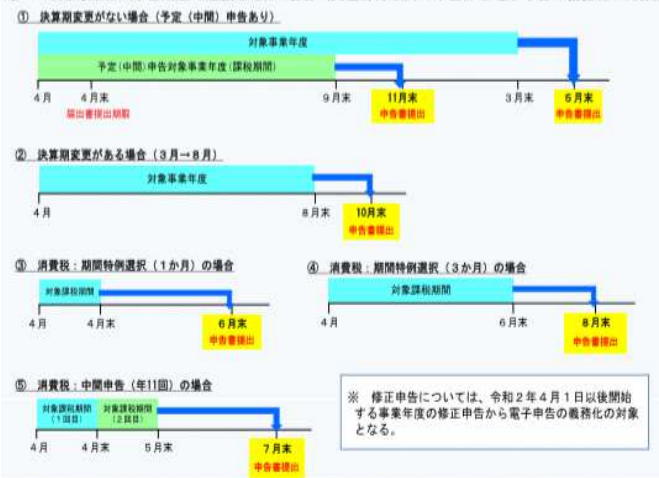 ① 決算期変更がない場合（予定（中間）申告あり）
対象事業年度
予定（中間）申告対象事業年度（課税期間）
4月 4月末 9月末 11月末 3月末 5月末
届出書提出期限 申告書提出 申告書提出
② 決算期変更がある場合（3月→8月）
対象事業年度
4月 8月末 10月末
申告書提出
③ 消費税：期間特例選択（1か月）の場合
対象課税期間
4月 4月末 6月末
申告書提出
④ 消費税：期間特例選択（3か月）の場合
対象課税期間
4月 6月末 8月末
申告書提出
⑤ 消費税：中間申告（年11回）の場合
対象課税期間 対象課税期間
（1回目） （2回目）
4月 4月末 5月末 7月末
申告書提出
※ 修正申告については、令和２年４月１日以後開始
する事業年度の修正申告から電子申告の義務化の対象
となる。